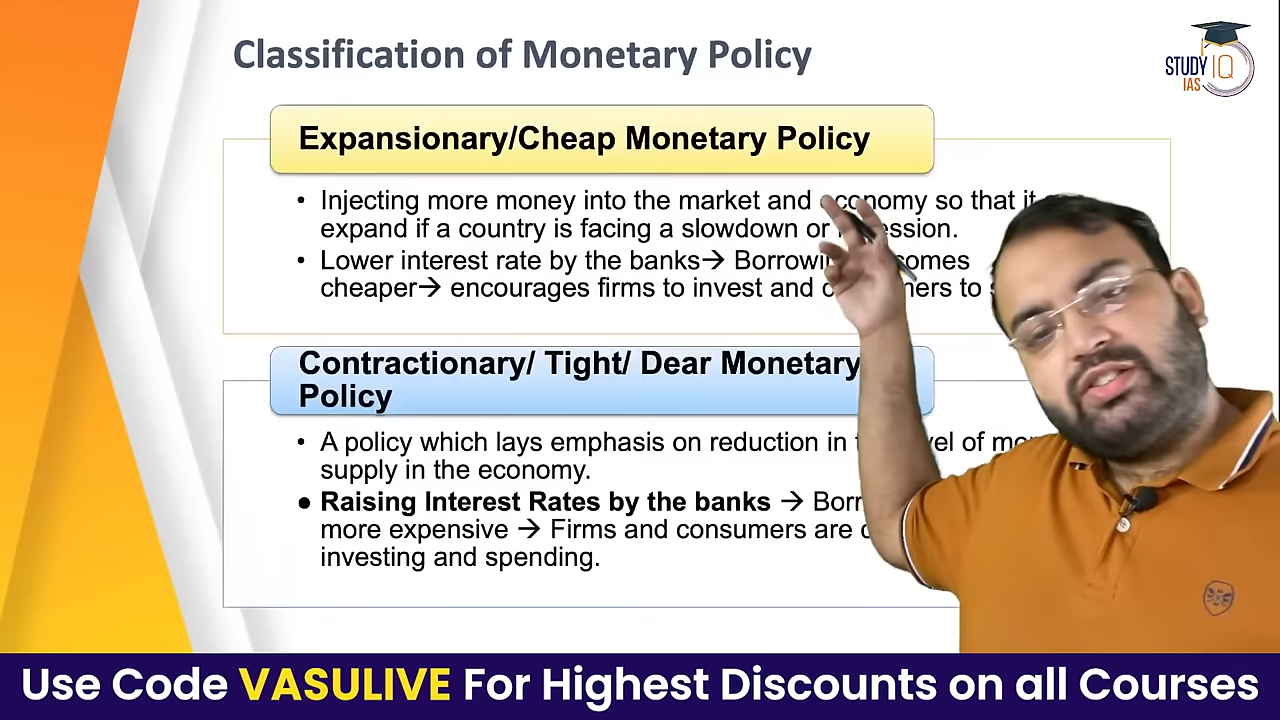 Classification of Monetary Policy
STUDY IQ
IAS
Expansionary/Cheap Monetary Policy
• Injecting more money into the market and economy so that it
expand if a country is facing a slowdown or
• Lower interest rate by the banks→
cheaper→ encourages firms to invest and
Contractionary/ Tight/ Dear Monetary
Policy
• A policy which lays emphasis on reduction in
supply in the economy.
● Raising Interest Rates by the banks →
more expensive → Firms and consumers are
investing and spending.
Use Code VASULIVE For Highest Discounts on all Courses